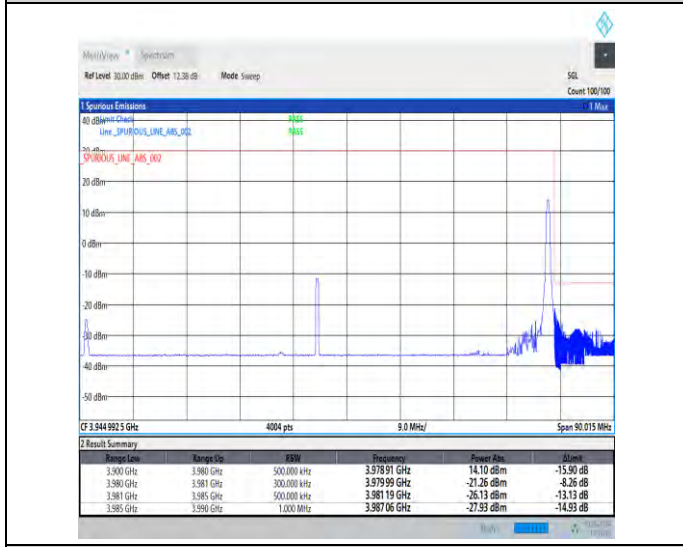 MultiView Spectrum
Ref Level 30.00 dBm Offset 12.38 dB Mode Sweep SGL
Count 100/100
1 Spurious Emissions 1 Max
40 dBm Limit Check PASS
Line _SPURIOUS_LINE_ABS_002 PASS
30 dBm
_SPURIOUS_LINE_ABS_002
20 dBm
10 dBm
0 dBm
-10 dBm
-20 dBm
-30 dBm
-40 dBm
-50 dBm
CF 3.944 992 5 GHz 4004 pts 9.0 MHz/ Span 90.015 MHz
2 Result Summary
Range Low Range Up RBW Frequency Power Abs ΔLimit
3.900 GHz 3.980 GHz 500.000 kHz 3.978 91 GHz 14.10 dBm -15.90 dB
3.980 GHz 3.981 GHz 300.000 kHz 3.979 99 GHz -21.26 dBm -8.26 dB
3.981 GHz 3.985 GHz 500.000 kHz 3.981 19 GHz -26.13 dBm -13.13 dB
3.985 GHz 3.990 GHz 1.000 MHz 3.987 06 GHz -27.93 dBm -14.93 dB